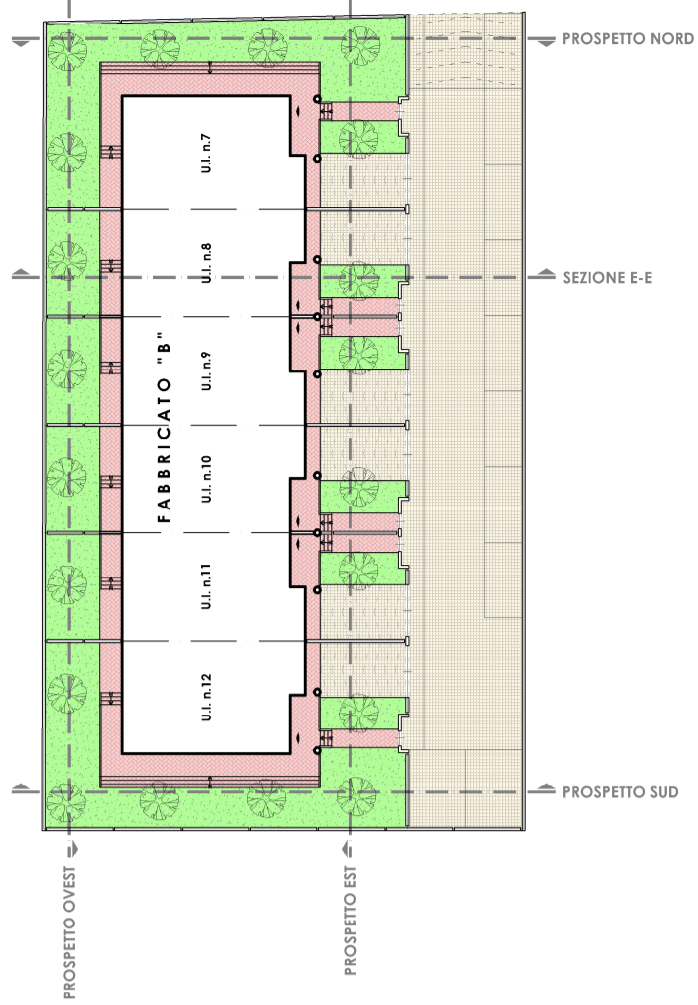 PROSPETTO NORD
U.I. n.7
U.I. n.8
SEZIONE E-E
FABBRICATO "B"
U.I. n.9
U.I. n.10
U.I. n.11
U.I. n.12
PROSPETTO SUD
PROSPETTO OVEST
PROSPETTO EST